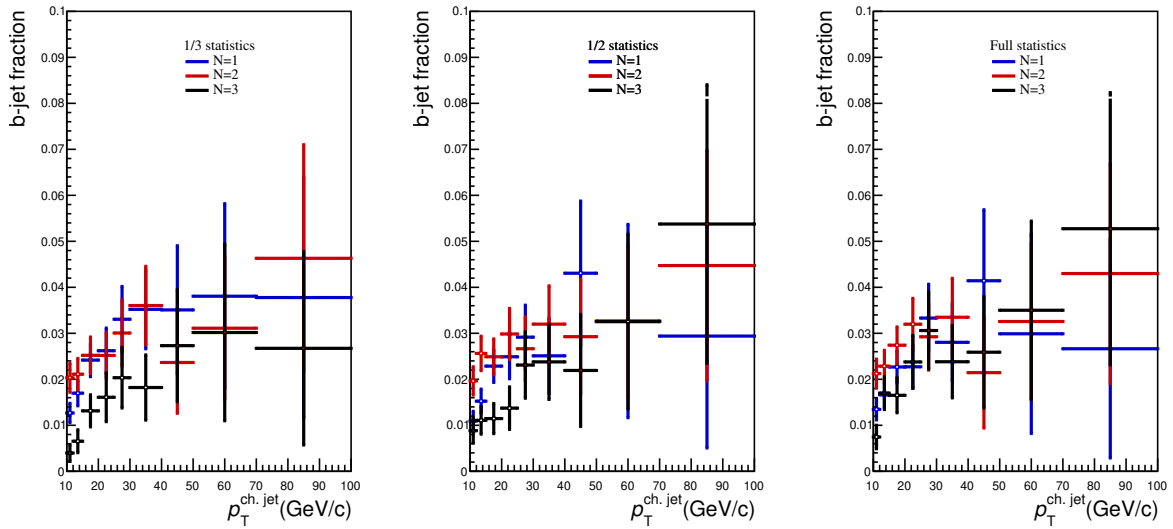 b-jet fraction
0.1
0.09
0.08
0.07
0.06
0.05
0.04
0.03
0.02
0.01
0
1/3 statistics
N=1
N=2
N=3
10 20 30 40 50 60 70 80 90 100
p_T^ch. jet (GeV/c)
b-jet fraction
0.1
0.09
0.08
0.07
0.06
0.05
0.04
0.03
0.02
0.01
0
1/2 statistics
N=1
N=2
N=3
10 20 30 40 50 60 70 80 90 100
p_T^ch. jet (GeV/c)
b-jet fraction
0.1
0.09
0.08
0.07
0.06
0.05
0.04
0.03
0.02
0.01
0
Full statistics
N=1
N=2
N=3
10 20 30 40 50 60 70 80 90 100
p_T^ch. jet (GeV/c)